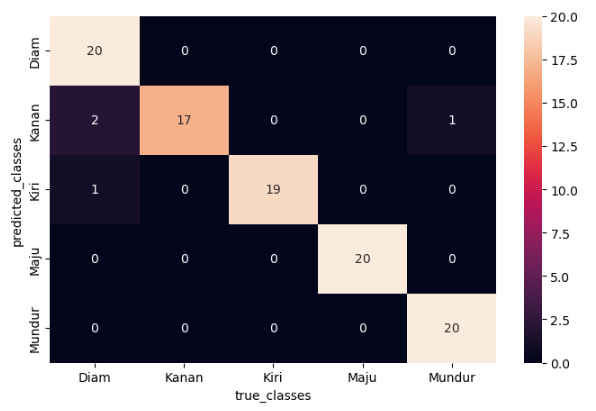 Diam 20 0 0 0 0
Kanan 2 17 0 0 1
Kiri 1 0 19 0 0
Maju 0 0 0 20 0
Mundur 0 0 0 0 20
Diam Kanan Kiri Maju Mundur
true_classes
predicted_classes
20.0
17.5
15.0
12.5
10.0
7.5
5.0
2.5
0.0